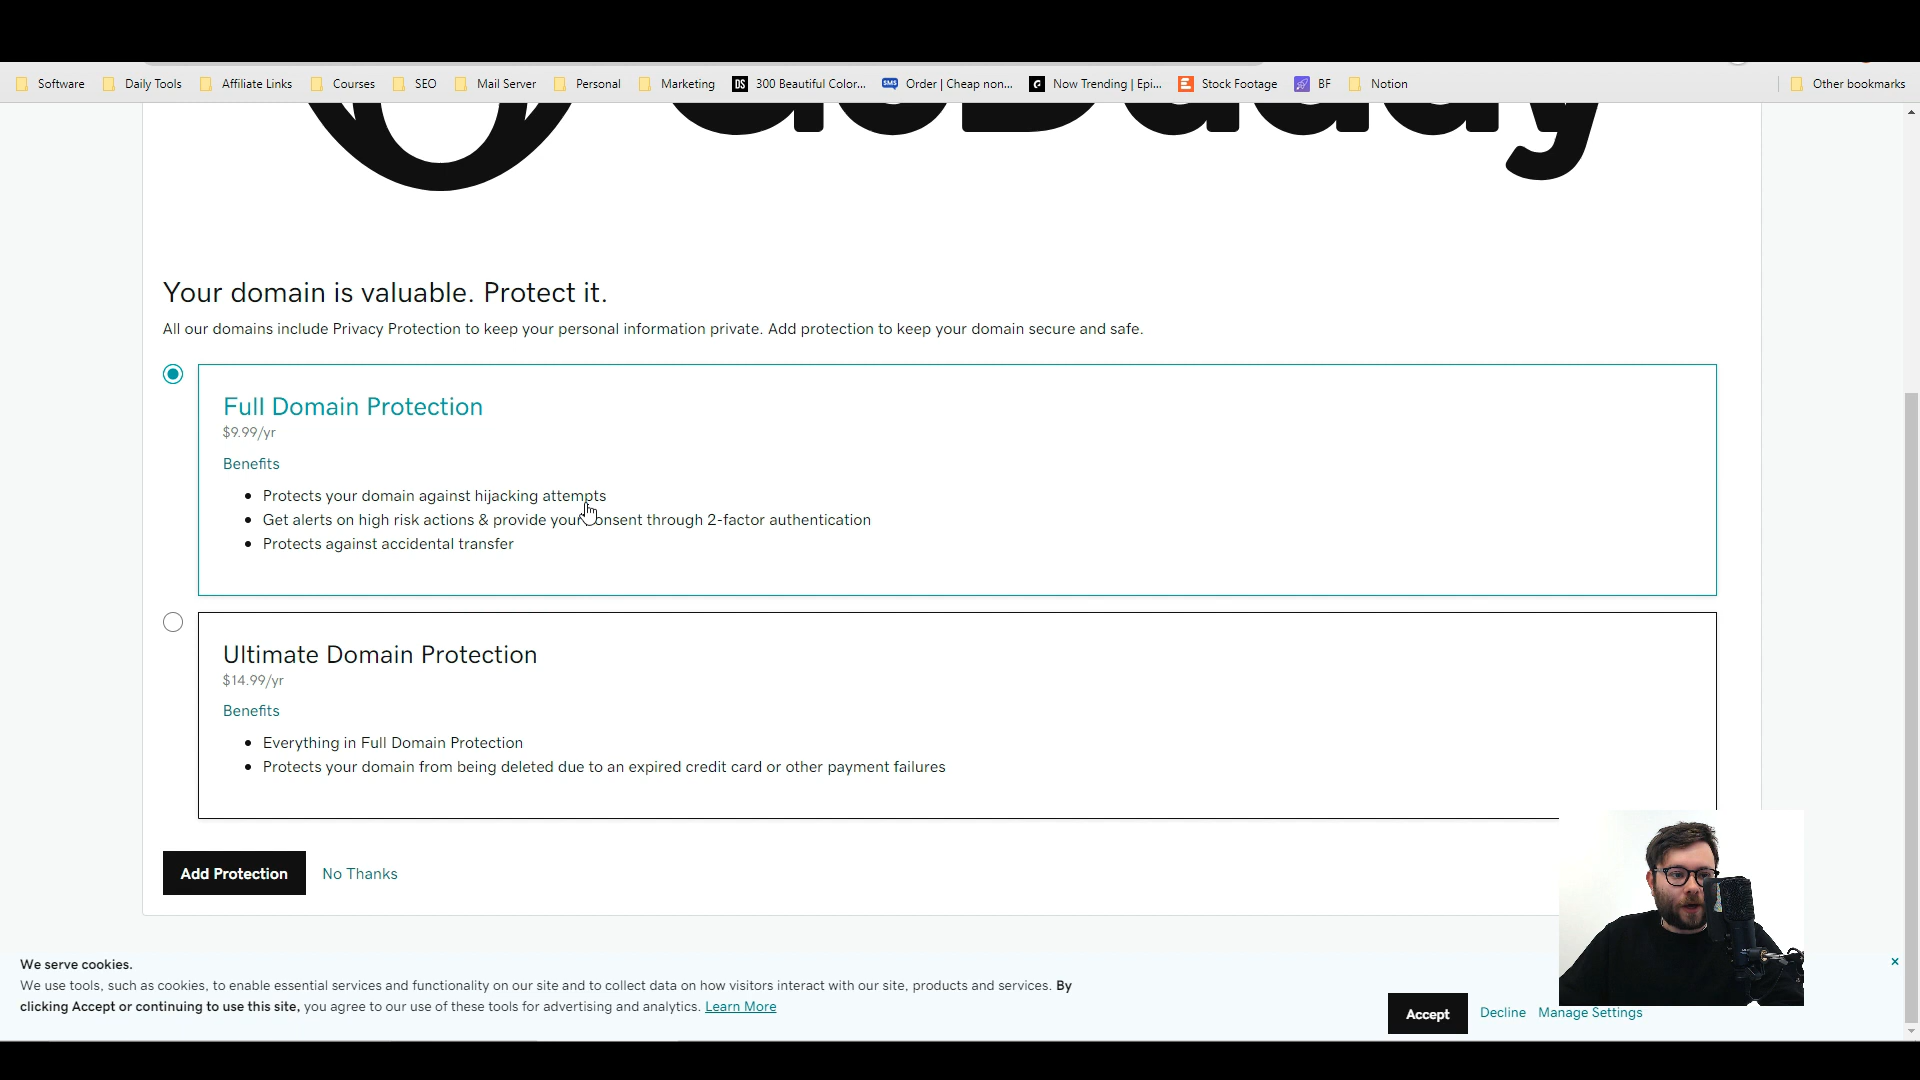 Software Daily Tools Affiliate Links Courses SEO Mail Server Personal Marketing DS 300 Beautiful Color... SMS Order | Cheap non... Now Trending | Epi... Stock Footage BF Notion Other bookmarks
GoDaddy
Your domain is valuable. Protect it.
All our domains include Privacy Protection to keep your personal information private. Add protection to keep your domain secure and safe.
Full Domain Protection
$9.99/yr
Benefits
• Protects your domain against hijacking attempts
• Get alerts on high risk actions & provide your consent through 2-factor authentication
• Protects against accidental transfer
Ultimate Domain Protection
$14.99/yr
Benefits
• Everything in Full Domain Protection
• Protects your domain from being deleted due to an expired credit card or other payment failures
Add Protection No Thanks
We serve cookies.
We use tools, such as cookies, to enable essential services and functionality on our site and to collect data on how visitors interact with our site, products and services. By
clicking Accept or continuing to use this site, you agree to our use of these tools for advertising and analytics. Learn More
Accept Decline Manage Settings